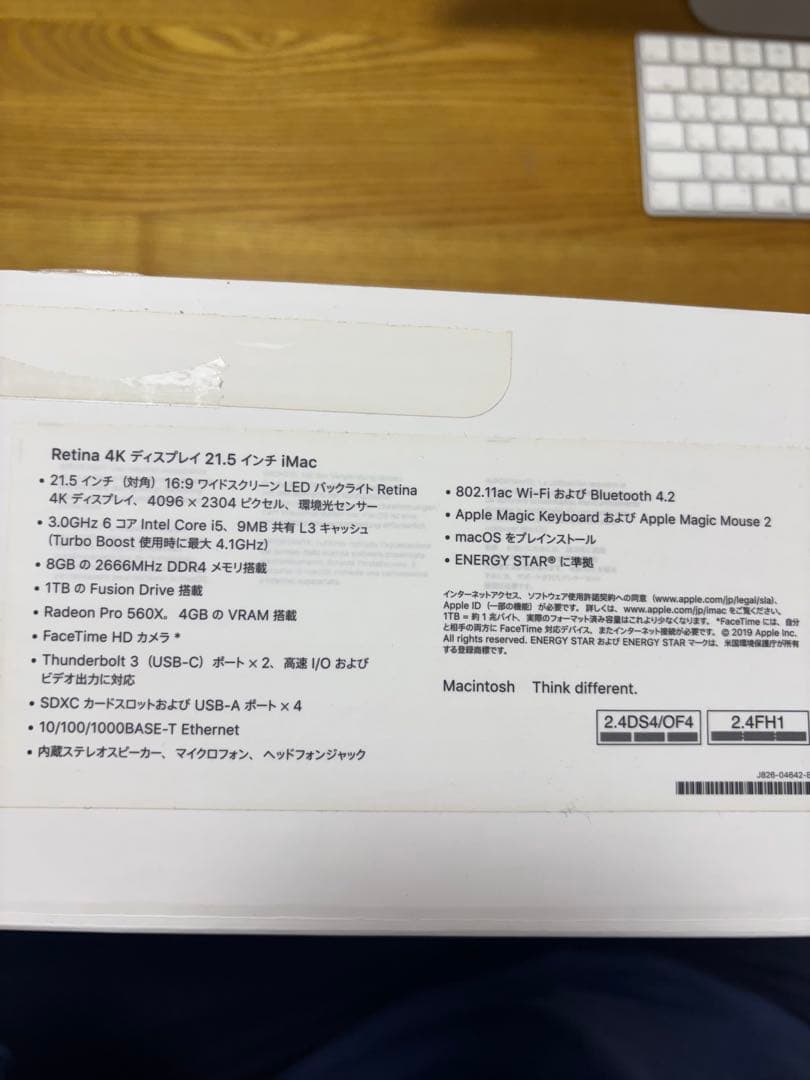 Retina 4K ディスプレイ 21.5 インチ iMac
• 21.5 インチ（対角）16:9 ワイドスクリーン LED バックライト Retina
4K ディスプレイ、4096 × 2304 ピクセル、環境光センサー
• 3.0GHz 6 コア Intel Core i5、9MB 共有 L3 キャッシュ
(Turbo Boost 使用時に最大 4.1GHz)
• 8GB の 2666MHz DDR4 メモリ搭載
• 1TB の Fusion Drive 搭載
• Radeon Pro 560X。4GB の VRAM 搭載
• FaceTime HD カメラ *
• Thunderbolt 3（USB-C）ポート × 2、高速 I/O および
ビデオ出力に対応
• SDXC カードスロットおよび USB-A ポート × 4
• 10/100/1000BASE-T Ethernet
• 内蔵ステレオスピーカー、マイクロフォン、ヘッドフォンジャック
• 802.11ac Wi-Fi および Bluetooth 4.2
• Apple Magic Keyboard および Apple Magic Mouse 2
• macOS をプレインストール
• ENERGY STAR® に準拠
インターネットアクセス、ソフトウェア使用許諾契約への同意（www.apple.com/jp/legal/sla）、
Apple ID（一部の機能）が必要です。詳しくは、www.apple.com/jp/imac をご覧ください。
1TB = 約 1 兆バイト、実際のフォーマット済み容量はこれより少なくなります。*FaceTime には、自分
と相手の両方に FaceTime 対応デバイス、またインターネット接続が必要です。© 2019 Apple Inc.
All rights reserved. ENERGY STAR および ENERGY STAR マークは、米国環境保護庁が所有
する登録商標です。
Macintosh Think different.
2.4DS4/OF4 2.4FH1
J826-04642-